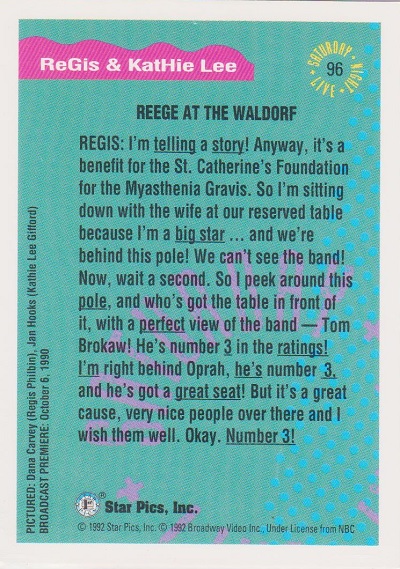 ReGis & KatHie Lee
SATURDAY NIGHT LIVE
96
REEGE AT THE WALDORF
REGIS: I'm telling a story! Anyway, it's a
benefit for the St. Catherine's Foundation
for the Myasthenia Gravis. So I'm sitting
down with the wife at our reserved table
because I'm a big star ... and we're
behind this pole! We can't see the band!
Now, wait a second. So I peek around this
pole, and who's got the table in front of
it, with a perfect view of the band — Tom
Brokaw! He's number 3 in the ratings!
I'm right behind Oprah, he's number 3,
and he's got a great seat! But it's a great
cause, very nice people over there and I
wish them well. Okay. Number 3!
PICTURED: Dana Carvey (Regis Philbin), Jan Hooks (Kathie Lee Gifford)
BROADCAST PREMIERE: October 6, 1990
Star Pics, Inc.
© 1992 Star Pics, Inc. © 1992 Broadway Video Inc., Under License from NBC